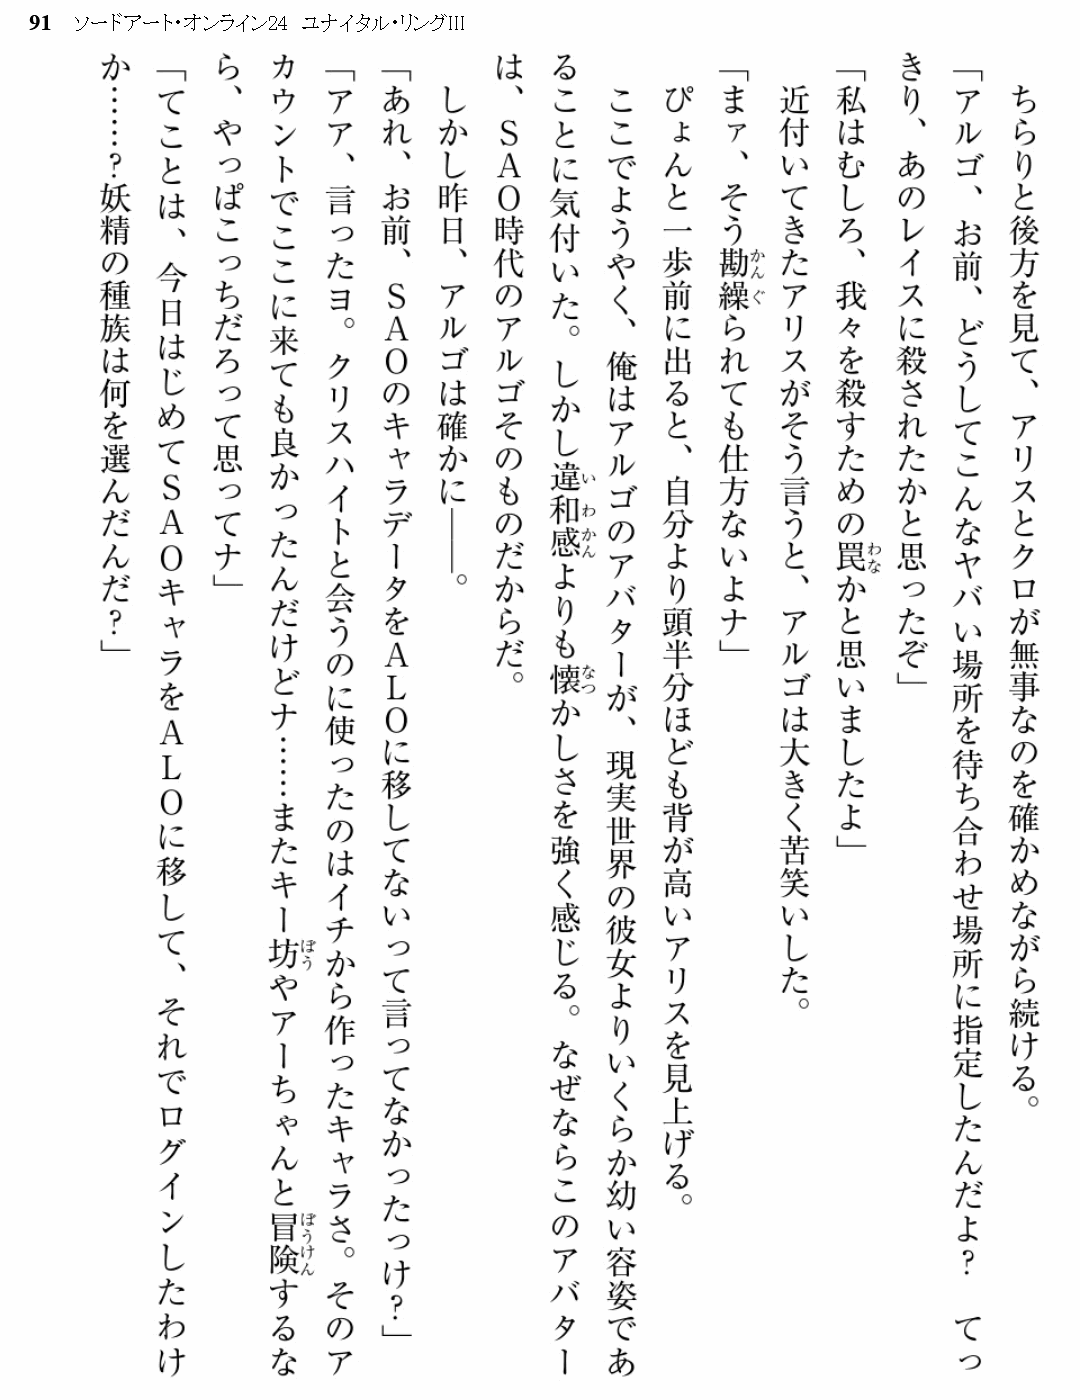 91 ソードアート・オンライン24 ユナイタル・リングIII
ちらりと後方を見て、アリスとクロが無事なのを確かめながら続ける。
「アルゴ、お前、どうしてこんなヤバい場所を待ち合わせ場所に指定したんだよ？　てっ
きり、あのレイスに殺されたかと思ったぞ」
「私はむしろ、我々を殺すための罠かと思いましたよ」
近付いてきたアリスがそう言うと、アルゴは大きく苦笑いした。
「まァ、そう勘繰られても仕方ないよナ」
ぴょんと一歩前に出ると、自分より頭半分ほども背が高いアリスを見上げる。
ここでようやく、俺はアルゴのアバターが、現実世界の彼女よりいくらか幼い容姿であ
ることに気付いた。しかし違和感よりも懐かしさを強く感じる。なぜならこのアバター
は、ＳＡＯ時代のアルゴそのものだからだ。
しかし昨日、アルゴは確かに――。
「あれ、お前、ＳＡＯのキャラデータをＡＬＯに移してないって言ってなかったっけ？」
「アア、言ったヨ。クリスハイトと会うのに使ったのはイチから作ったキャラさ。そのア
カウントでここに来ても良かったんだけどナ……またキー坊やアーちゃんと冒険するな
ら、やっぱこっちだろって思ってナ」
「てことは、今日はじめてＳＡＯキャラをＡＬＯに移して、それでログインしたわけ
か……？妖精の種族は何を選んだんだ？」